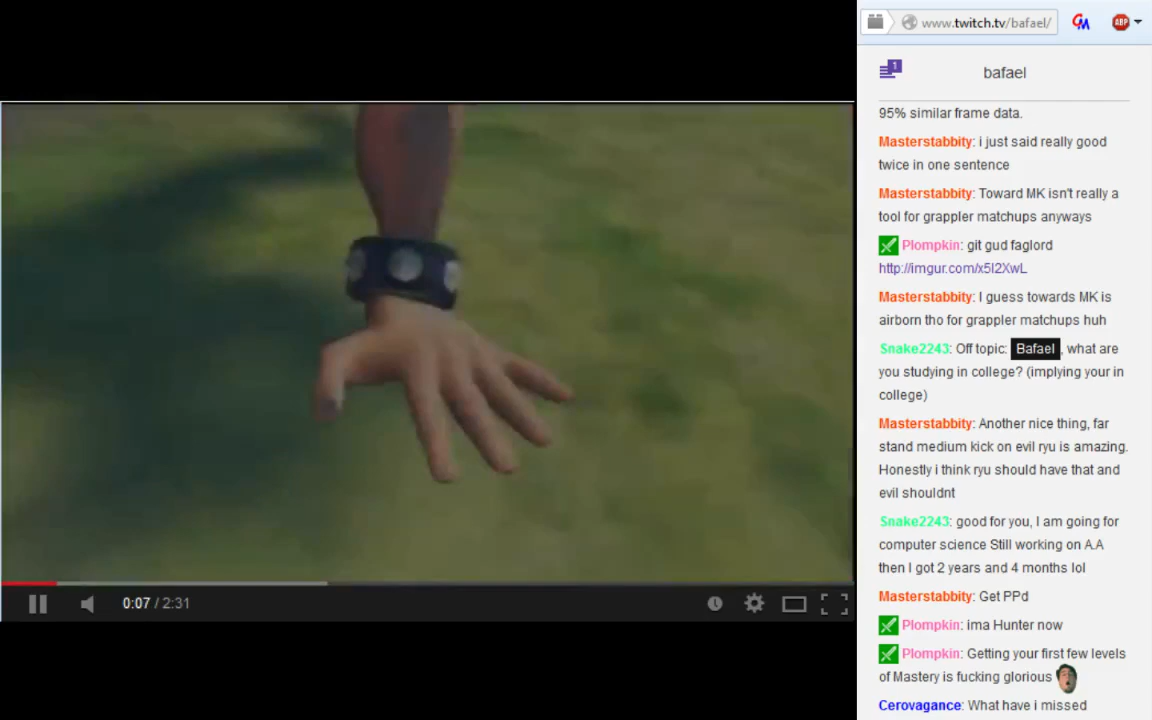 www.twitch.tv/bafael/
GM
ABP
1
bafael
95% similar frame data.
Masterstabbity: i just said really good
twice in one sentence
Masterstabbity: Toward MK isn't really a
tool for grappler matchups anyways
Plompkin: git gud faglord
http://imgur.com/x5I2XwL
Masterstabbity: I guess towards MK is
airborn tho for grappler matchups huh
Snake2243: Off topic: Bafael, what are
you studying in college? (implying your in
college)
Masterstabbity: Another nice thing, far
stand medium kick on evil ryu is amazing.
Honestly i think ryu should have that and
evil shouldnt
Snake2243: good for you, I am going for
computer science Still working on A.A
then I got 2 years and 4 months lol
Masterstabbity: Get PPd
Plompkin: ima Hunter now
Plompkin: Getting your first few levels
of Mastery is fucking glorious
Cerovagance: What have i missed
0:07 / 2:31